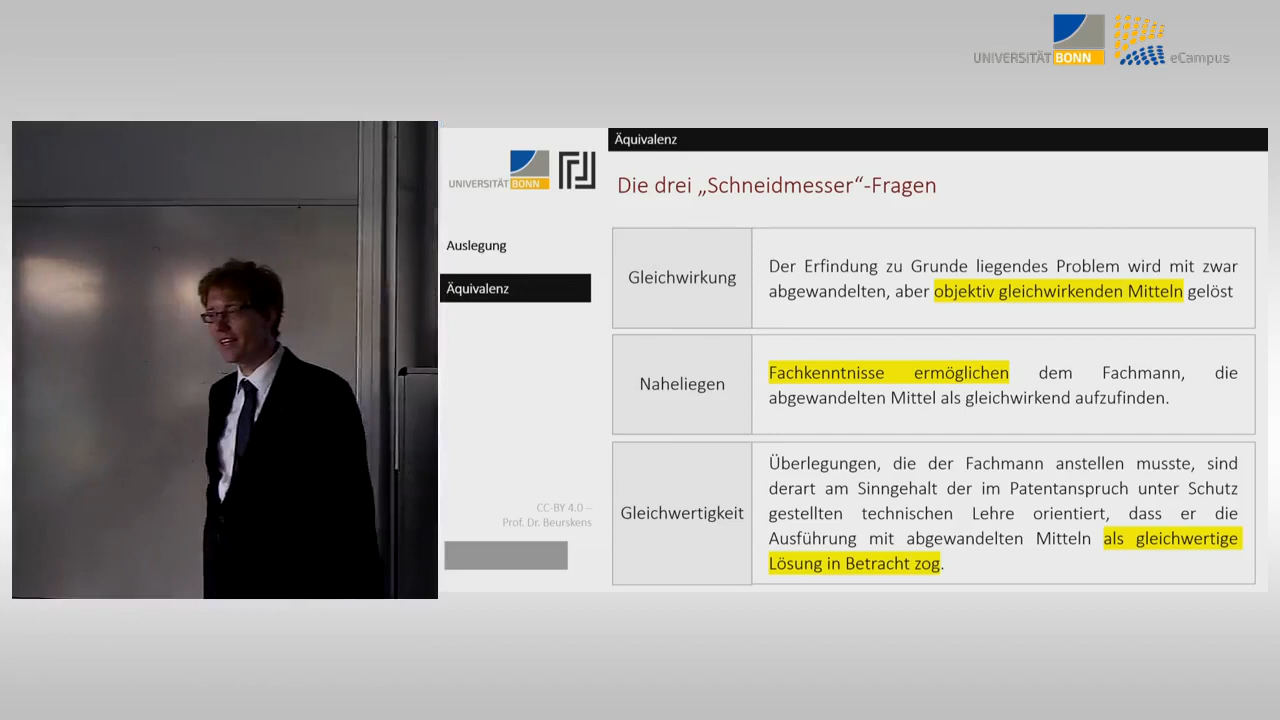 UNIVERSITÄT BONN eCampus
UNIVERSITÄT BONN
Auslegung
Äquivalenz
CC-BY 4.0 –
Prof. Dr. Beurskens
Äquivalenz
Die drei „Schneidmesser“-Fragen
Gleichwirkung
Der Erfindung zu Grunde liegendes Problem wird mit zwar
abgewandelten, aber objektiv gleichwirkenden Mitteln gelöst
Naheliegen
Fachkenntnisse ermöglichen dem Fachmann, die
abgewandelten Mittel als gleichwirkend aufzufinden.
Gleichwertigkeit
Überlegungen, die der Fachmann anstellen musste, sind
derart am Sinngehalt der im Patentanspruch unter Schutz
gestellten technischen Lehre orientiert, dass er die
Ausführung mit abgewandelten Mitteln als gleichwertige
Lösung in Betracht zog.